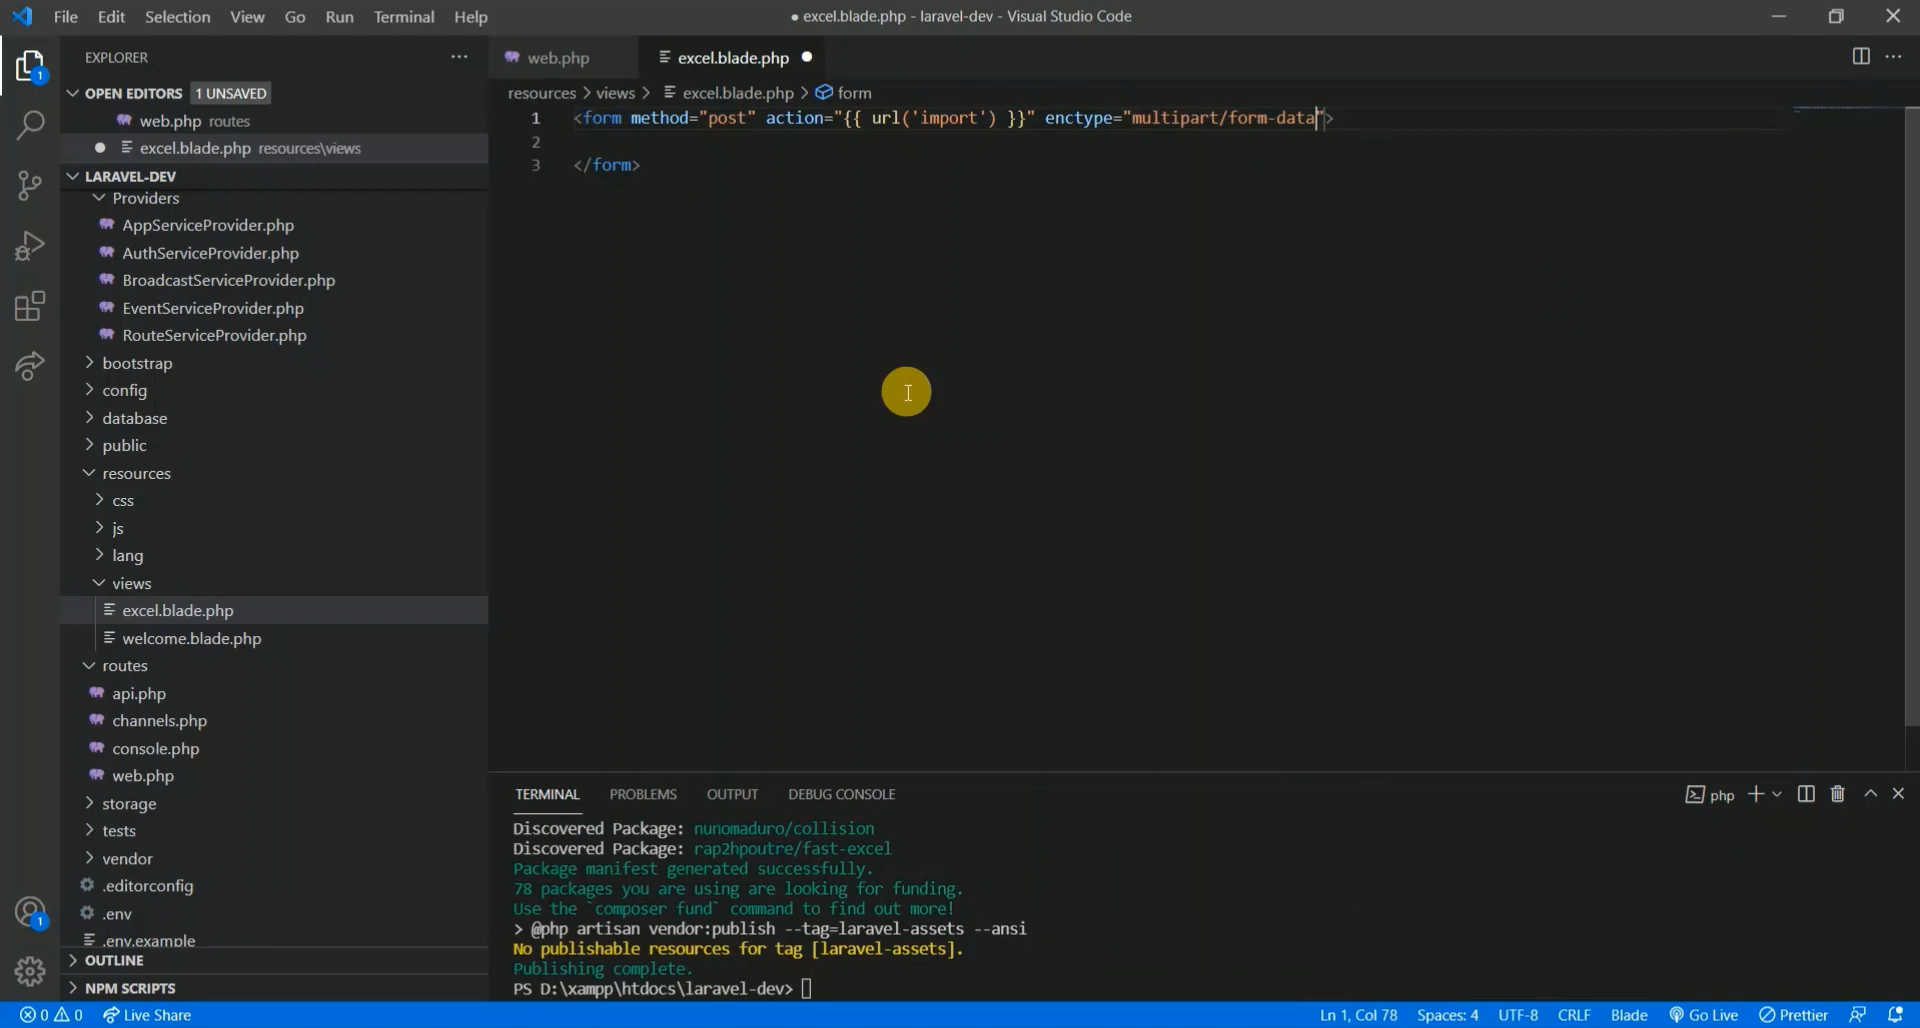 File Edit Selection View Go Run Terminal Help
● excel.blade.php - laravel-dev - Visual Studio Code
EXPLORER
OPEN EDITORS 1 UNSAVED
web.php routes
excel.blade.php resources\views
LARAVEL-DEV
Providers
AppServiceProvider.php
AuthServiceProvider.php
BroadcastServiceProvider.php
EventServiceProvider.php
RouteServiceProvider.php
bootstrap
config
database
public
resources
css
js
lang
views
excel.blade.php
welcome.blade.php
routes
api.php
channels.php
console.php
web.php
storage
tests
vendor
.editorconfig
.env
.env.example
OUTLINE
NPM SCRIPTS
1
1
web.php excel.blade.php
resources > views > excel.blade.php > form
1 <form method="post" action="{{ url('import') }}" enctype="multipart/form-data">
2
3 </form>
TERMINAL PROBLEMS OUTPUT DEBUG CONSOLE
php
Discovered Package: nunomaduro/collision
Discovered Package: rap2hpoutre/fast-excel
Package manifest generated successfully.
78 packages you are using are looking for funding.
Use the `composer fund` command to find out more!
> @php artisan vendor:publish --tag=laravel-assets --ansi
No publishable resources for tag [laravel-assets].
Publishing complete.
PS D:\xampp\htdocs\laravel-dev>
0 0 Live Share
Ln 1, Col 78 Spaces: 4 UTF-8 CRLF Blade Go Live Prettier